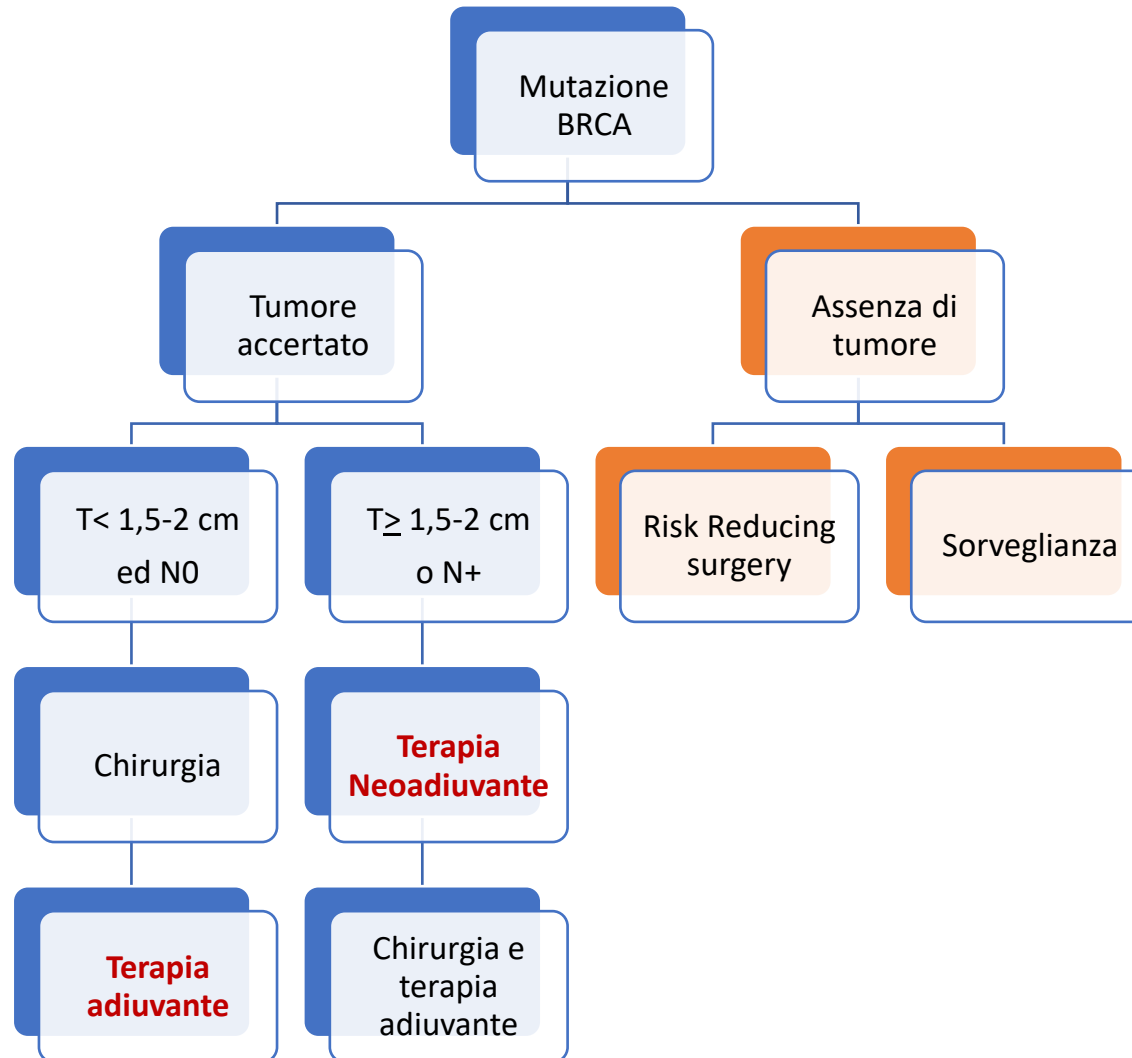 Mutazione
BRCA
Tumore
accertato
Assenza di
tumore
T< 1,5-2 cm
ed N0
T≥ 1,5-2 cm
o N+
Risk Reducing
surgery
Sorveglianza
Chirurgia
Terapia
Neoadiuvante
Terapia
adiuvante
Chirurgia e
terapia
adiuvante